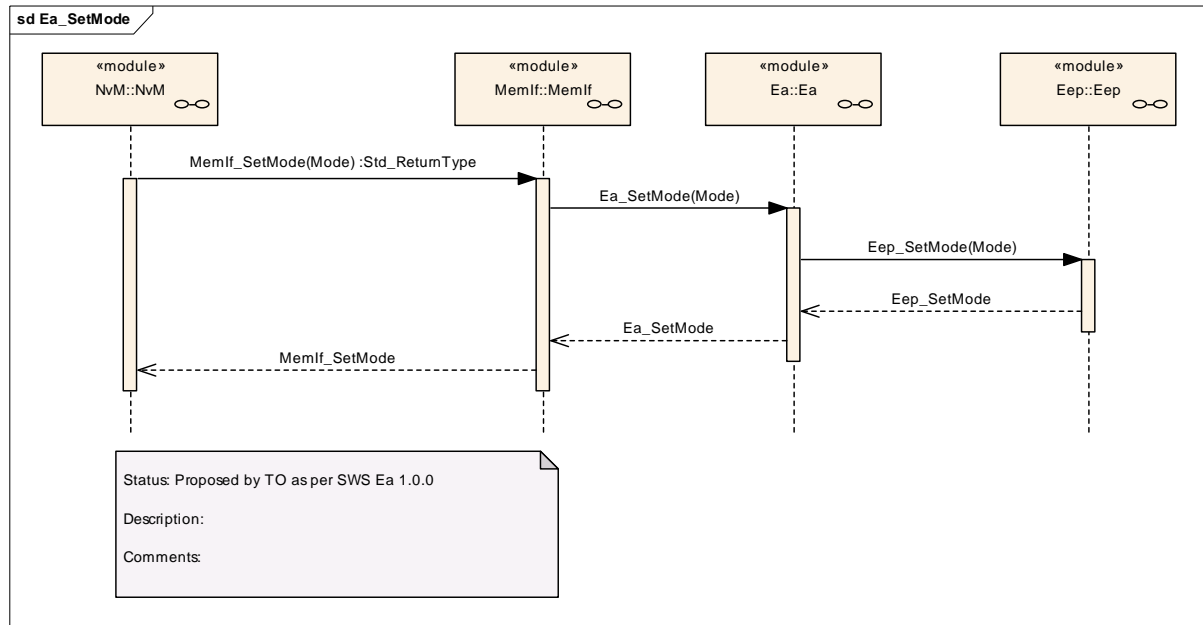 sd Ea_SetMode
«module»
NvM::NvM
«module»
MemIf::MemIf
«module»
Ea::Ea
«module»
Eep::Eep
MemIf_SetMode(Mode) :Std_ReturnType
Ea_SetMode(Mode)
Eep_SetMode(Mode)
Eep_SetMode
Ea_SetMode
MemIf_SetMode
Status: Proposed by TO as per SWS Ea 1.0.0
Description:
Comments: